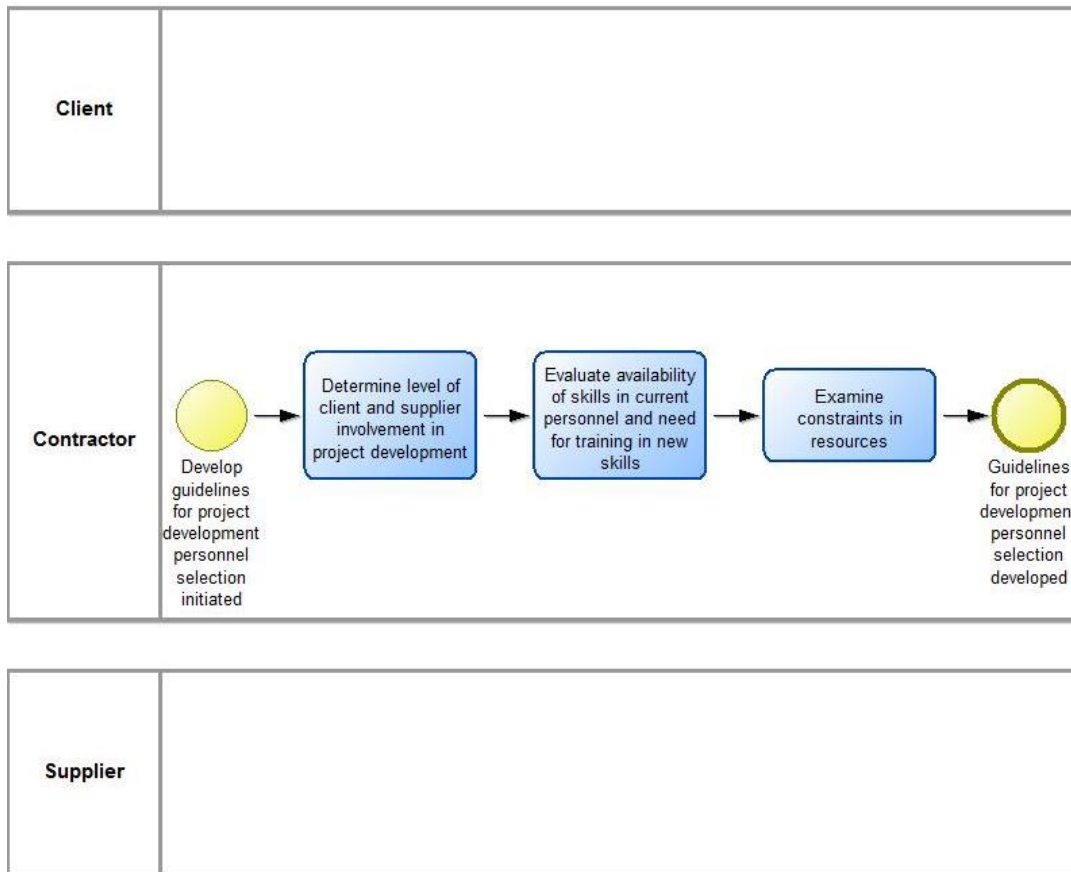 Client
Contractor
Develop
guidelines
for project
development
personnel
selection
initiated
Determine level of
client and supplier
involvement in
project development
Evaluate availability
of skills in current
personnel and need
for training in new
skills
Examine
constraints in
resources
Guidelines
for project
development
personnel
selection
developed
Supplier